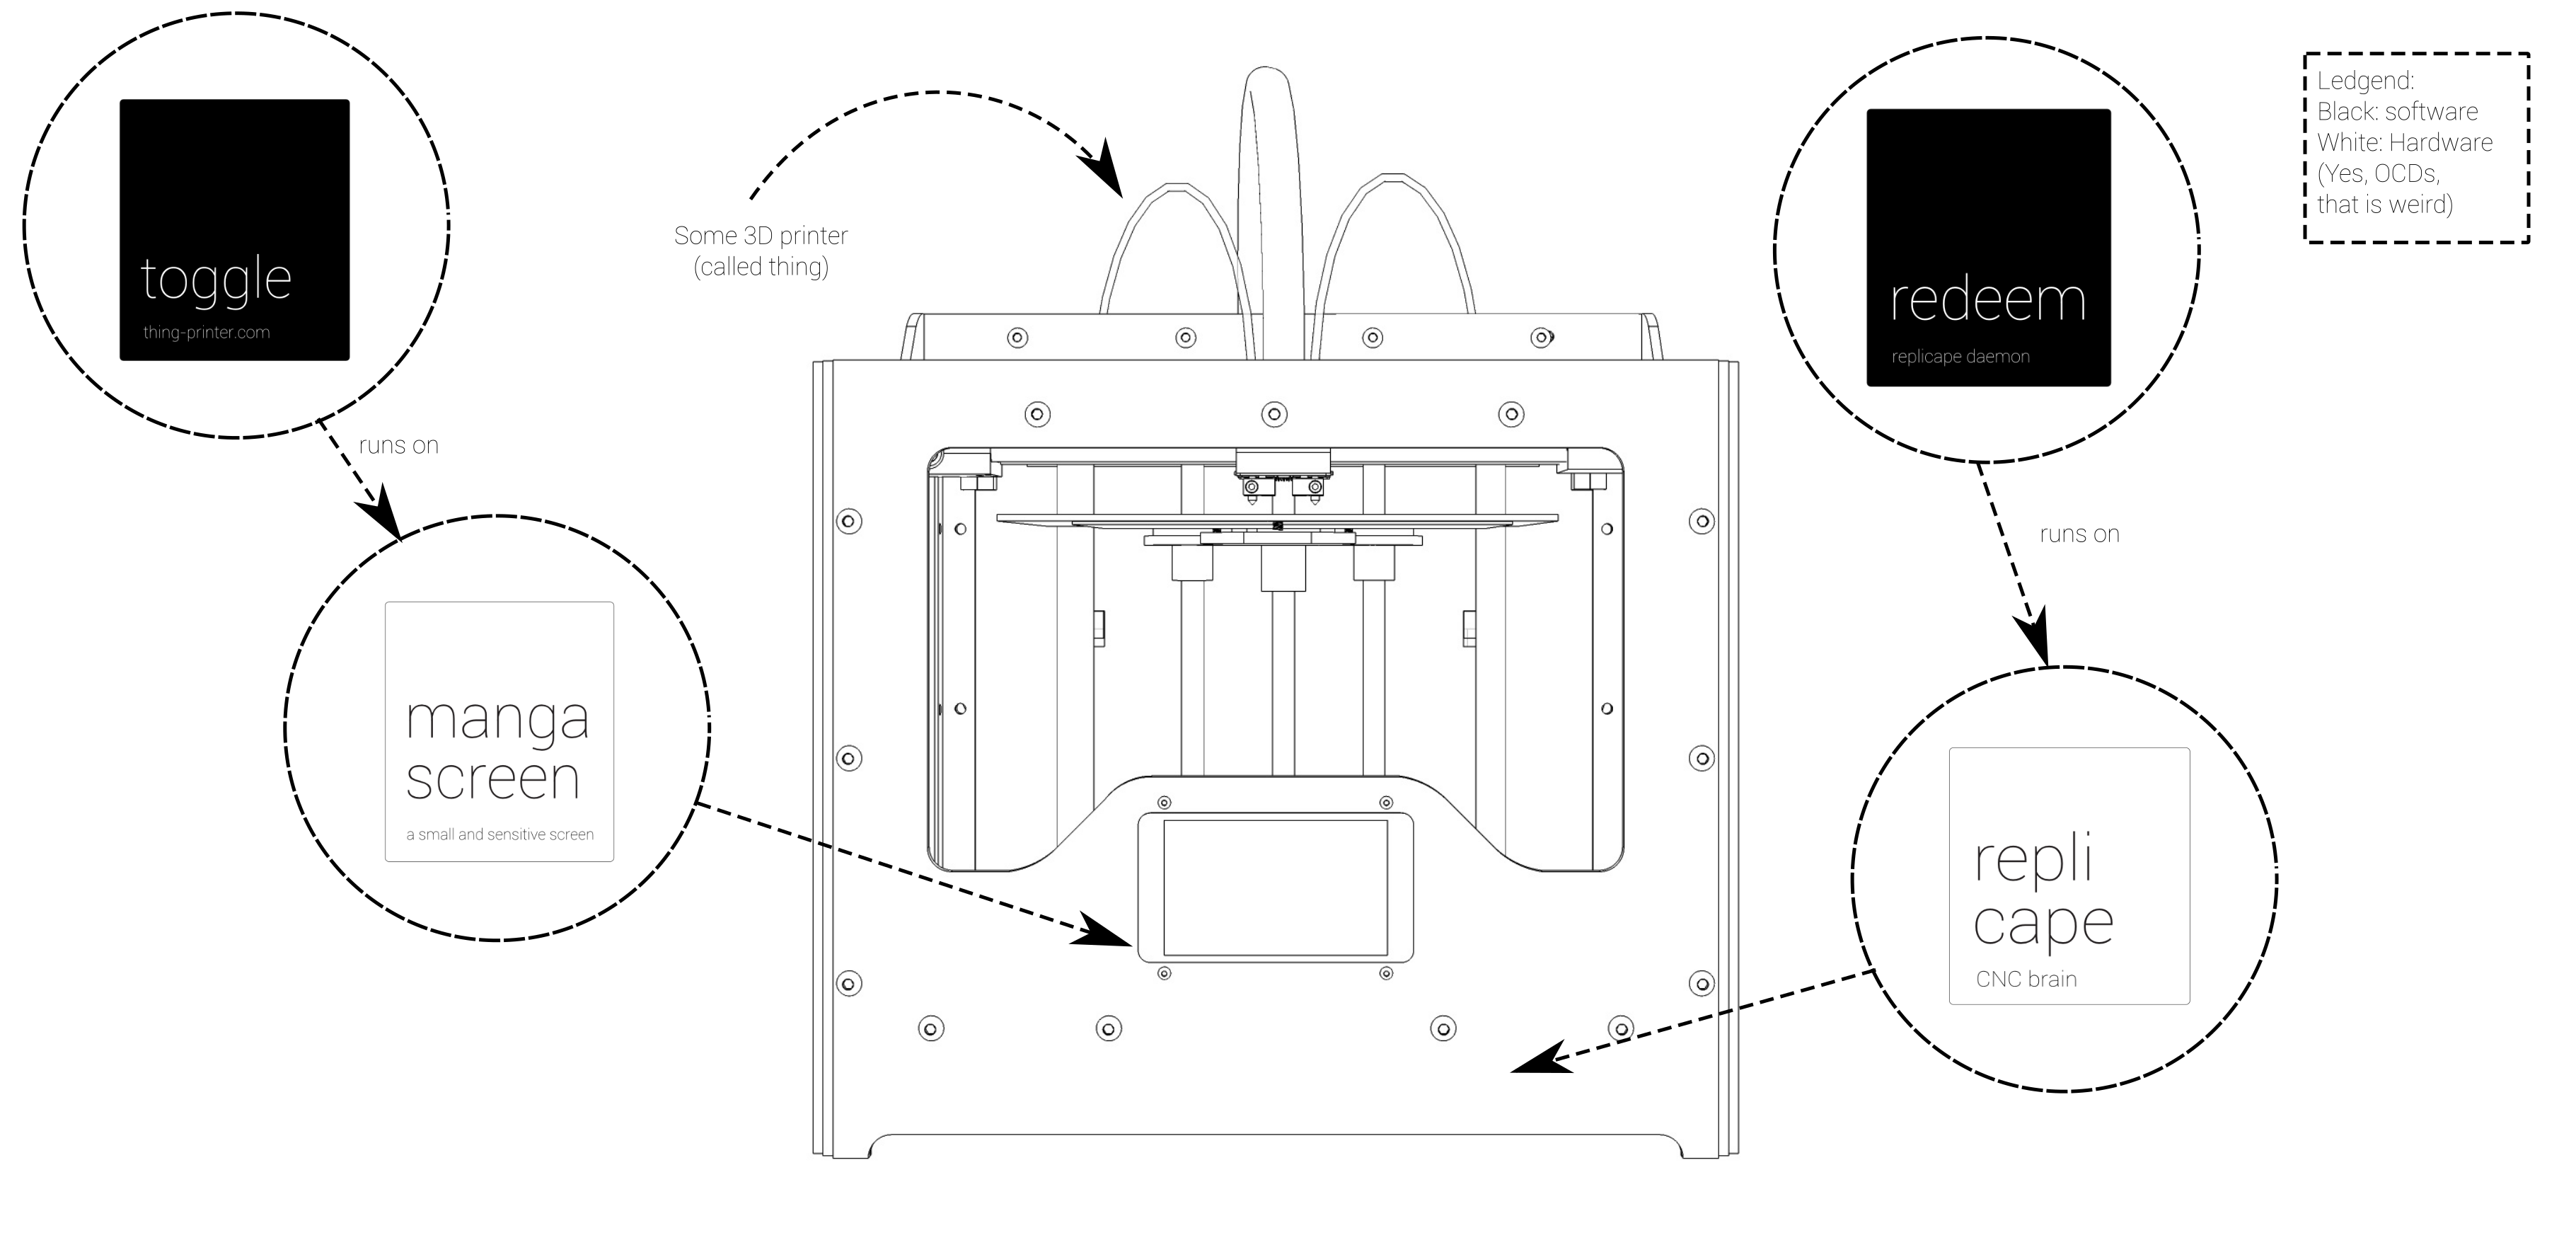 toggle
thing-printer.com
runs on
manga
screen
a small and sensitive screen
Some 3D printer
(called thing)
redeem
replicape daemon
runs on
repli
cape
CNC brain
Ledgend:
Black: software
White: Hardware
(Yes, OCDs,
that is weird)